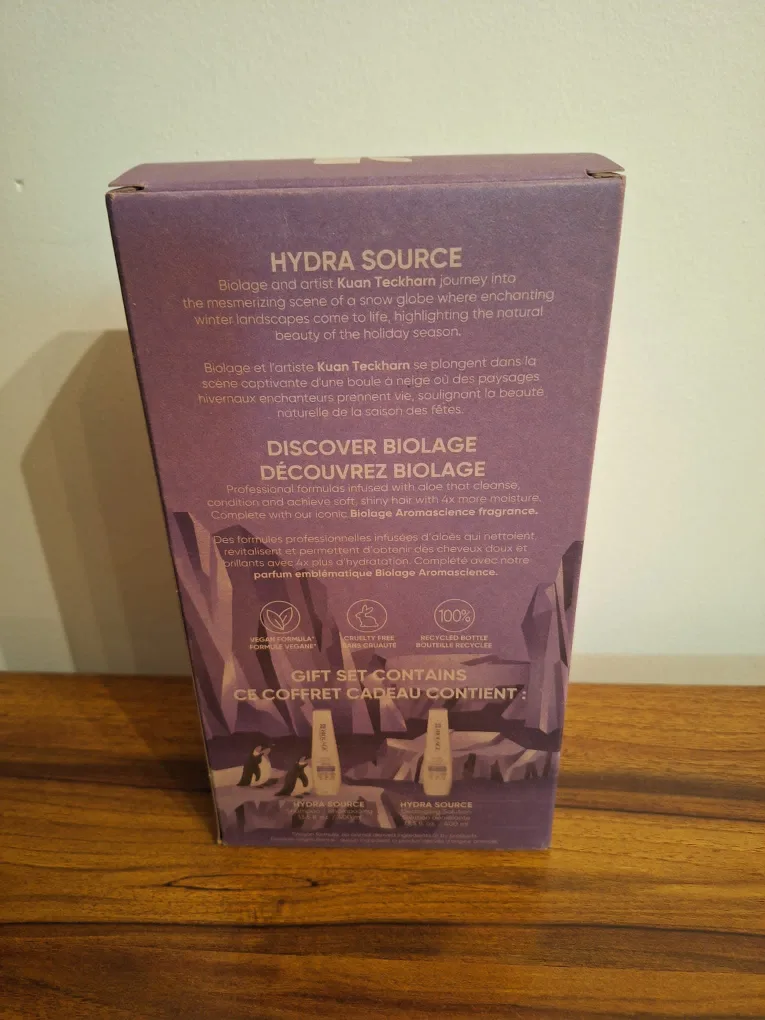 HYDRA SOURCE
Biolage and artist Kuan Teckharn journey into
the mesmerizing scene of a snow globe where enchanting
winter landscapes come to life, highlighting the natural
beauty of the holiday season.
Biolage et l'artiste Kuan Teckharn se plongent dans la
scène captivante d'une boule à neige où des paysages
hivernaux enchanteurs prennent vie, soulignant la beauté
naturelle de la saison des fêtes.
DISCOVER BIOLAGE
DÉCOUVREZ BIOLAGE
Professional formulas infused with aloe that cleanse,
condition and achieve soft, shiny hair with 4x more moisture.
Complete with our iconic Biolage Aromascience fragrance.
Des formules professionnelles infusées d'aloès qui nettoient,
revitalisent et permettent d'obtenir des cheveux doux et
brillants avec 4x plus d'hydratation. Complété avec notre
parfum emblématique Biolage Aromascience.
100%
VEGAN FORMULA* CRUELTY FREE RECYCLED BOTTLE
FORMULE VÉGANE* SANS CRUAUTÉ BOUTEILLE RECYCLÉE
GIFT SET CONTAINS
CE COFFRET CADEAU CONTIENT :
HYDRA SOURCE HYDRA SOURCE
13.5 fl. oz. 400ml